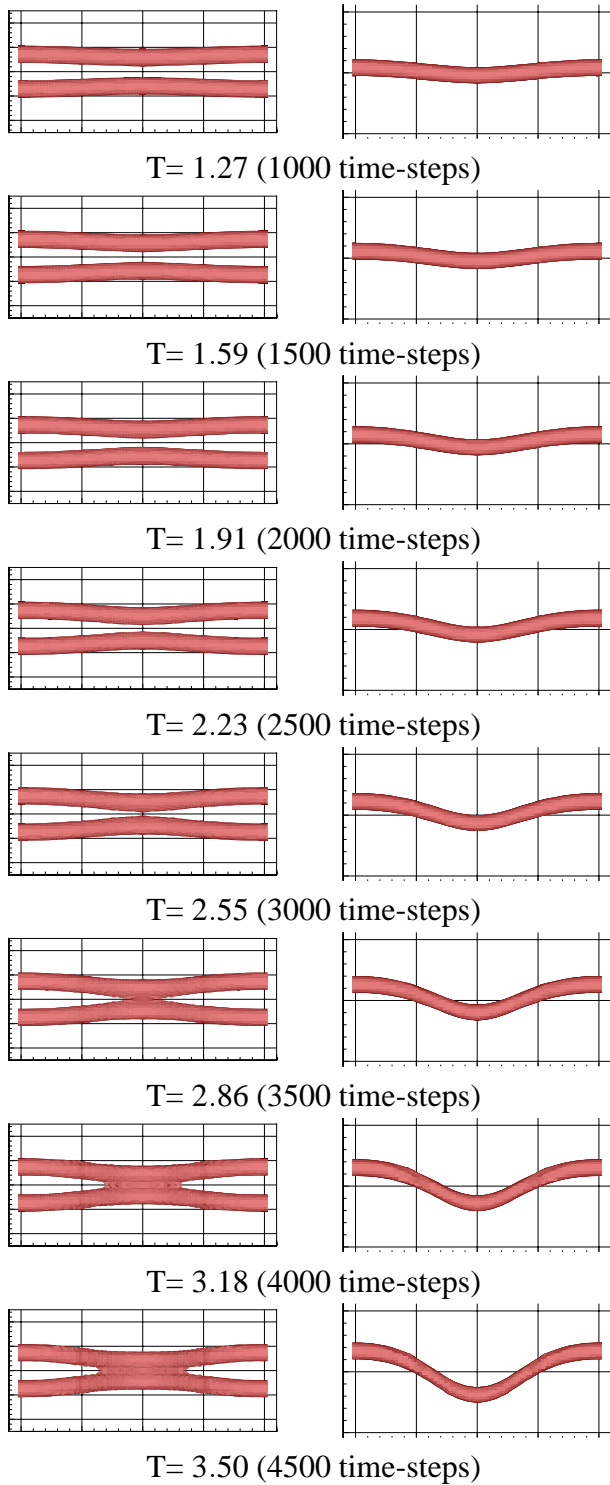 T= 1.27 (1000 time-steps)
T= 1.59 (1500 time-steps)
T= 1.91 (2000 time-steps)
T= 2.23 (2500 time-steps)
T= 2.55 (3000 time-steps)
T= 2.86 (3500 time-steps)
T= 3.18 (4000 time-steps)
T= 3.50 (4500 time-steps)